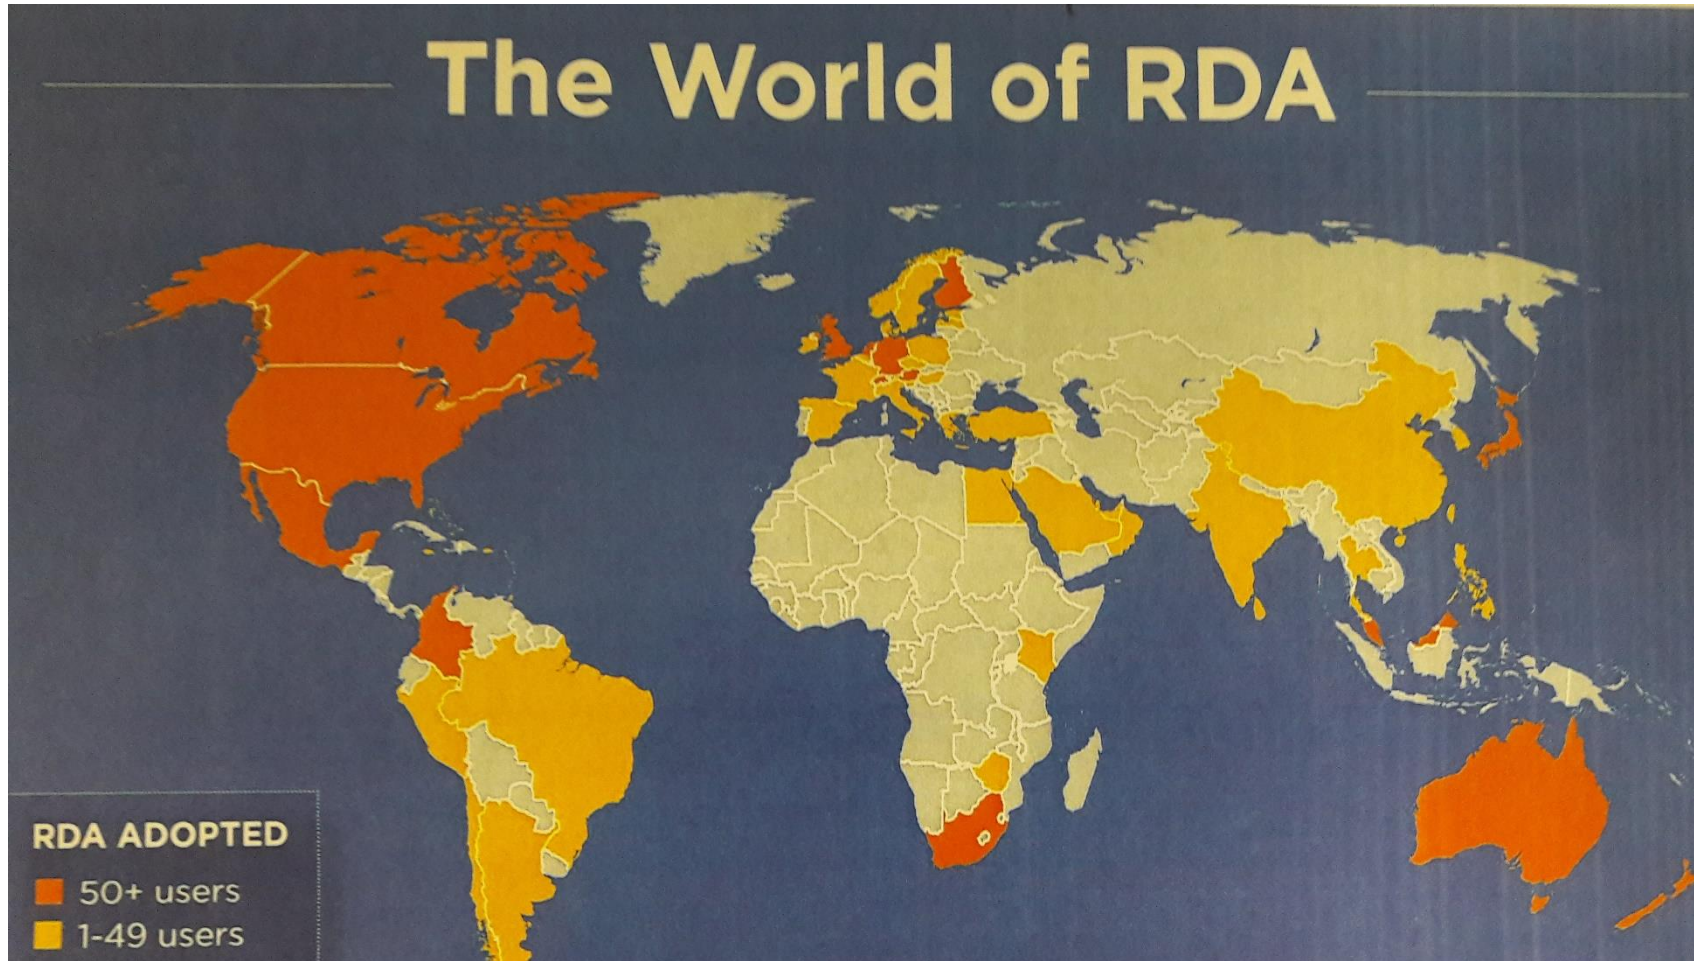 The World of RDA
RDA ADOPTED
50+ users
1-49 users